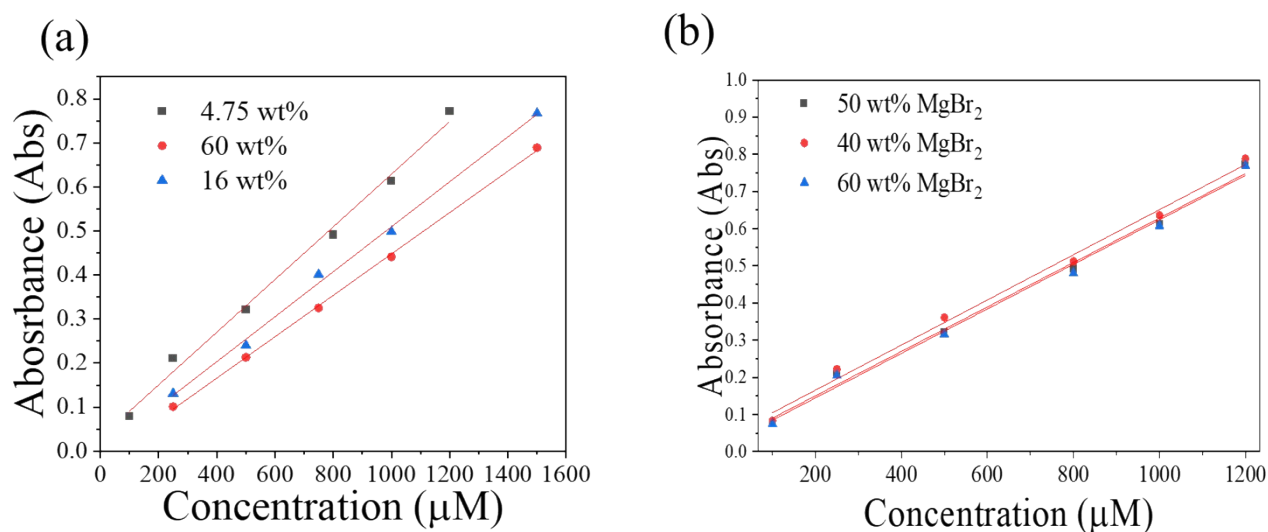 (a)
Abosrbance (Abs)
0.8
0.7
0.6
0.5
0.4
0.3
0.2
0.1
0.0
4.75 wt%
60 wt%
16 wt%
0 200 400 600 800 1000 1200 1400 1600
Concentration (μM)
(b)
Absorbance (Abs)
1.0
0.9
0.8
0.7
0.6
0.5
0.4
0.3
0.2
0.1
0.0
50 wt% MgBr₂
40 wt% MgBr₂
60 wt% MgBr₂
200 400 600 800 1000 1200
Concentration (μM)